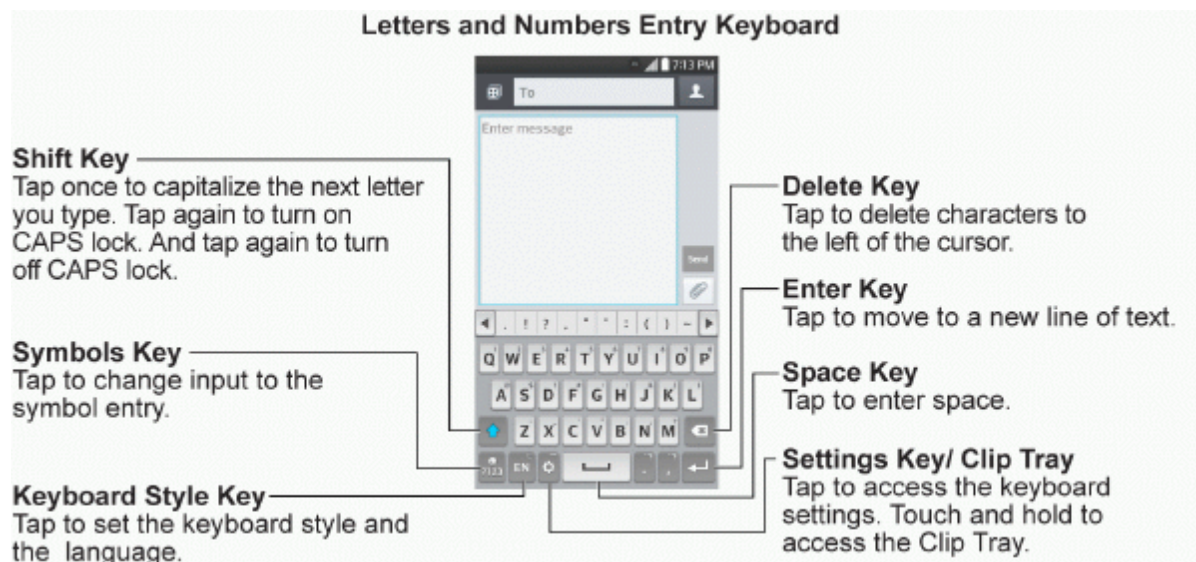 Letters and Numbers Entry Keyboard
7:13 PM
To
Enter message
Shift Key
Tap once to capitalize the next letter
you type. Tap again to turn on
CAPS lock. And tap again to turn
off CAPS lock.
Symbols Key
Tap to change input to the
symbol entry.
Keyboard Style Key
Tap to set the keyboard style and
the language.
Send
. ! ?
: ( ) -
Q W E R T Y U I O P
A S D F G H J K L
Z X C V B N M
EN
Delete Key
Tap to delete characters to
the left of the cursor.
Enter Key
Tap to move to a new line of text.
Space Key
Tap to enter space.
Settings Key/ Clip Tray
Tap to access the keyboard
settings. Touch and hold to
access the Clip Tray.